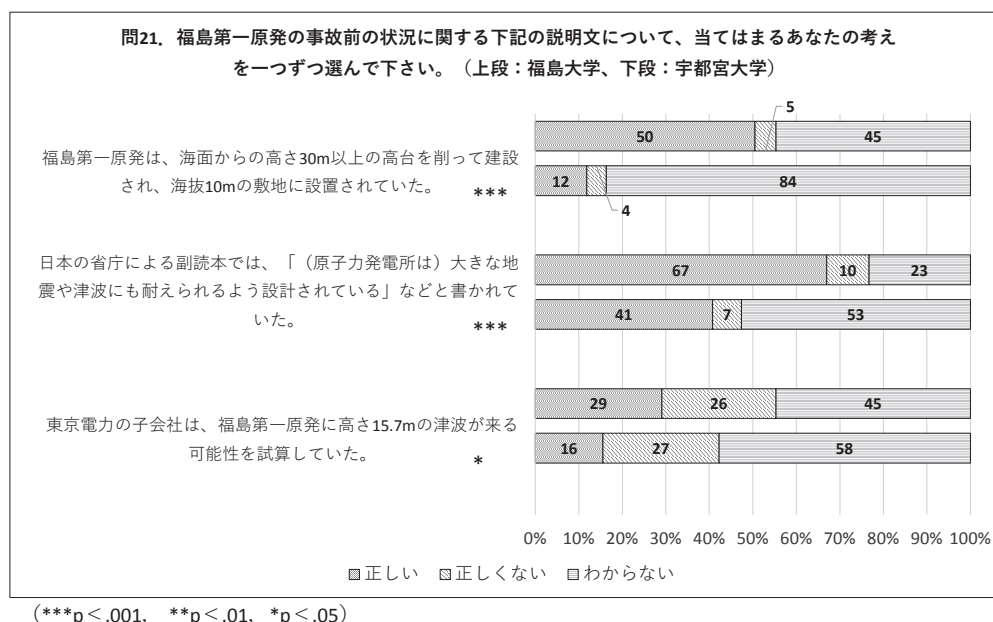 問21．福島第一原発の事故前の状況に関する下記の説明文について、当てはまるあなたの考え
を一つずつ選んで下さい。（上段：福島大学、下段：宇都宮大学）
福島第一原発は、海面からの高さ30m以上の高台を削って建設
され、海抜10mの敷地に設置されていた。 ***
50 5 45
12 4 84
日本の省庁による副読本では、「（原子力発電所は）大きな地
震や津波にも耐えられるよう設計されている」などと書かれて
いた。 ***
67 10 23
41 7 53
東京電力の子会社は、福島第一原発に高さ15.7mの津波が来る
可能性を試算していた。 *
29 26 45
16 27 58
0% 10% 20% 30% 40% 50% 60% 70% 80% 90% 100%
正しい 正しくない わからない
（***p＜.001, **p＜.01, *p＜.05）